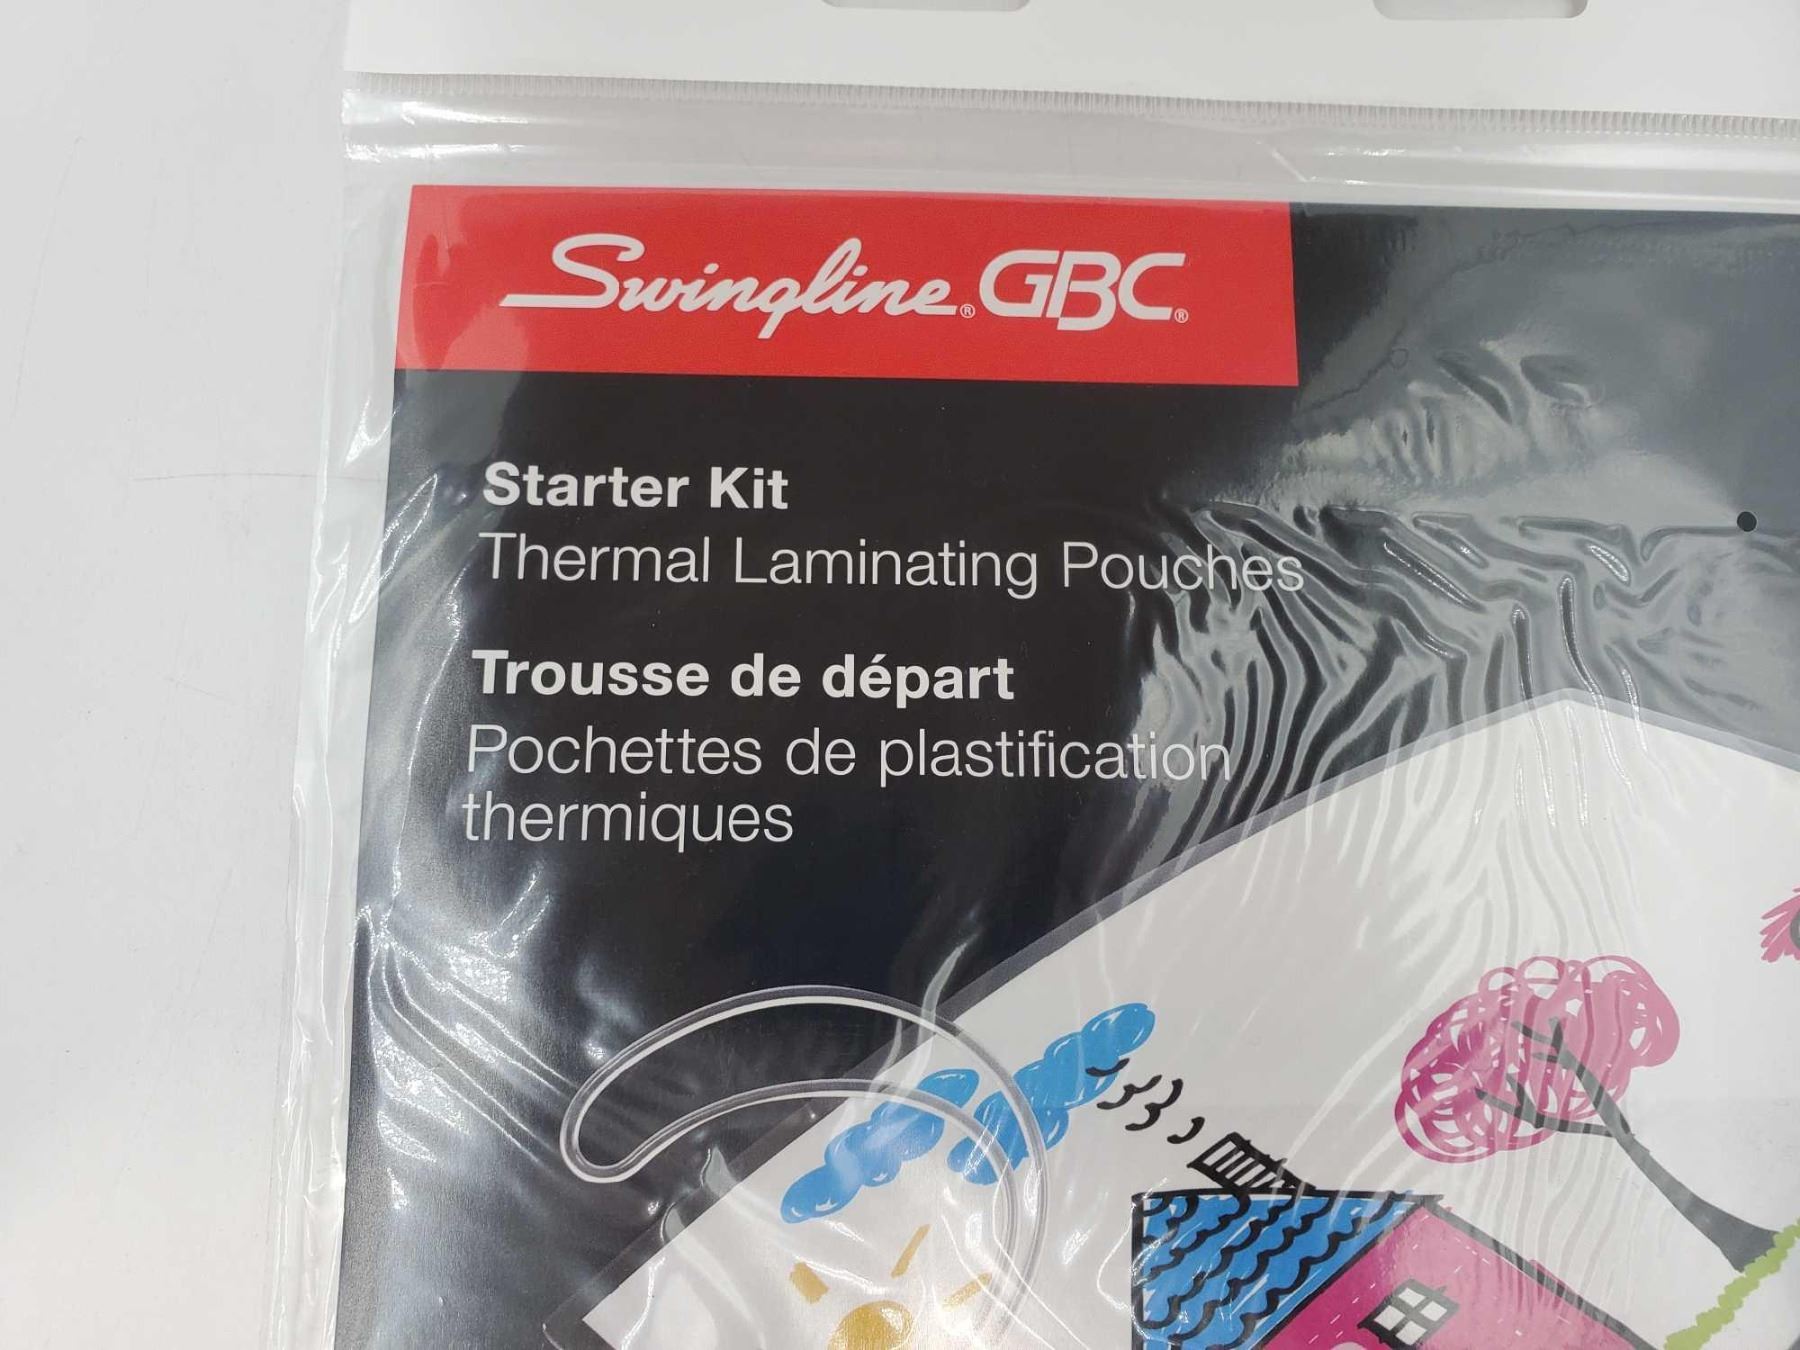 Swingline® GBC®
Starter Kit
Thermal Laminating Pouches
Trousse de départ
Pochettes de plastification
thermiques